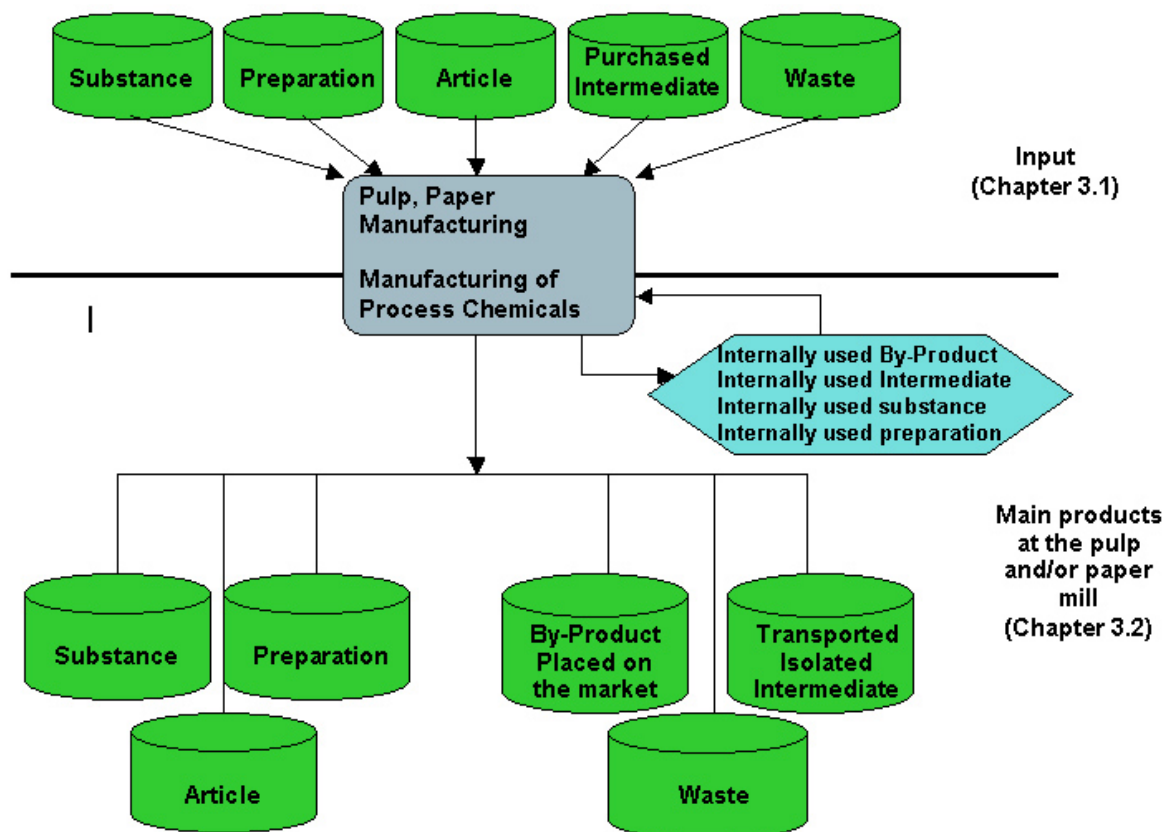 Substance
Preparation
Article
Purchased
Intermediate
Waste
Input
(Chapter 3.1)
Pulp, Paper
Manufacturing
Manufacturing of
Process Chemicals
|
Internally used By-Product
Internally used Intermediate
Internally used substance
Internally used preparation
Main products
at the pulp
and/or paper
mill
(Chapter 3.2)
Substance
Preparation
By-Product
Placed on
the market
Transported
Isolated
Intermediate
Article
Waste